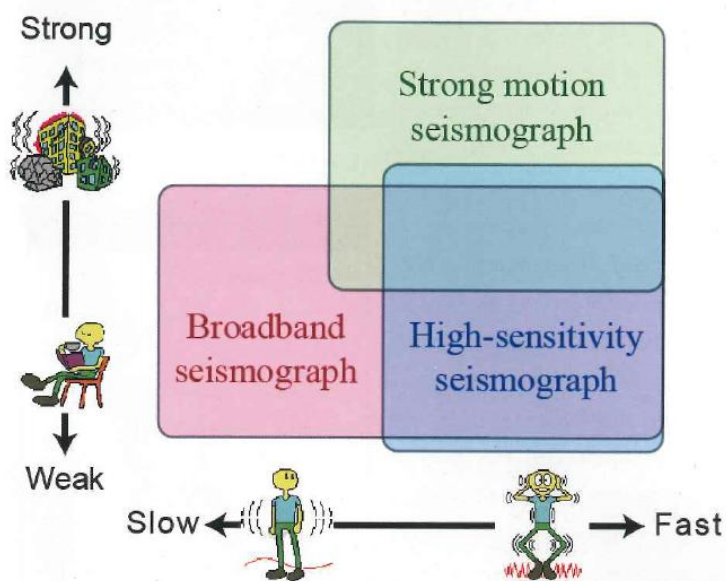 Strong
Strong motion
seismograph
Broadband
seismograph
High-sensitivity
seismograph
Weak
Slow
Fast